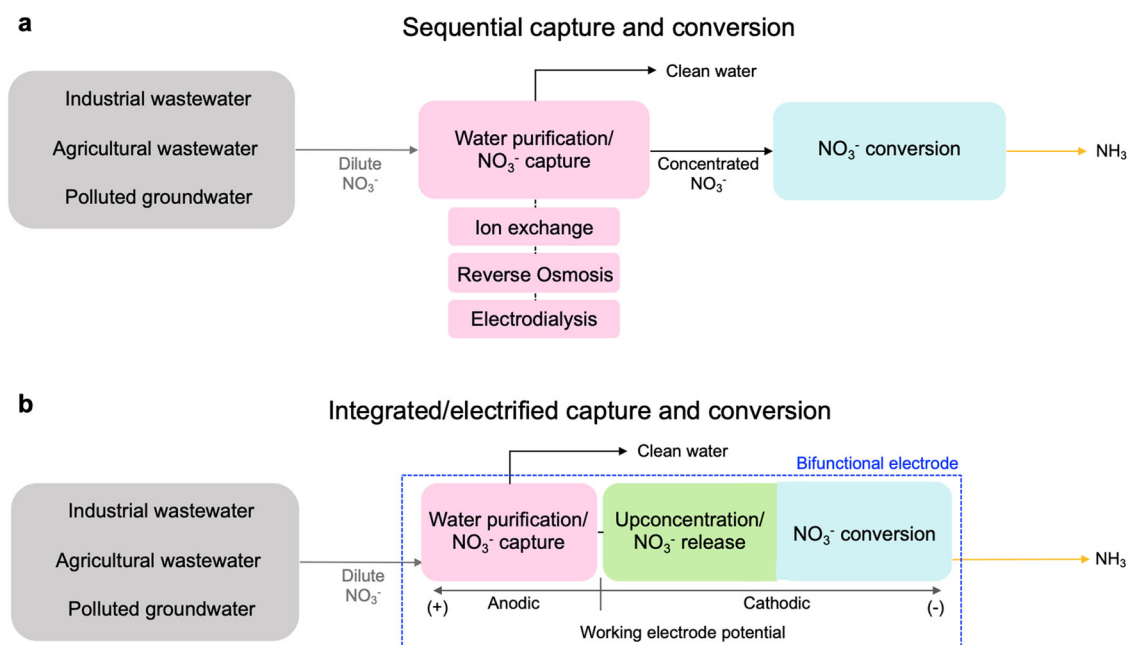 a
Sequential capture and conversion
Industrial wastewater
Agricultural wastewater
Polluted groundwater
Dilute
NO₃⁻
Clean water
Water purification/
NO₃⁻ capture
Ion exchange
Reverse Osmosis
Electrodialysis
Concentrated
NO₃⁻
NO₃⁻ conversion
NH₃
b
Integrated/electrified capture and conversion
Industrial wastewater
Agricultural wastewater
Polluted groundwater
Dilute
NO₃⁻
Clean water
Bifunctional electrode
Water purification/
NO₃⁻ capture
Upconcentration/
NO₃⁻ release
NO₃⁻ conversion
NH₃
(+)
Anodic
Cathodic
(-)
Working electrode potential